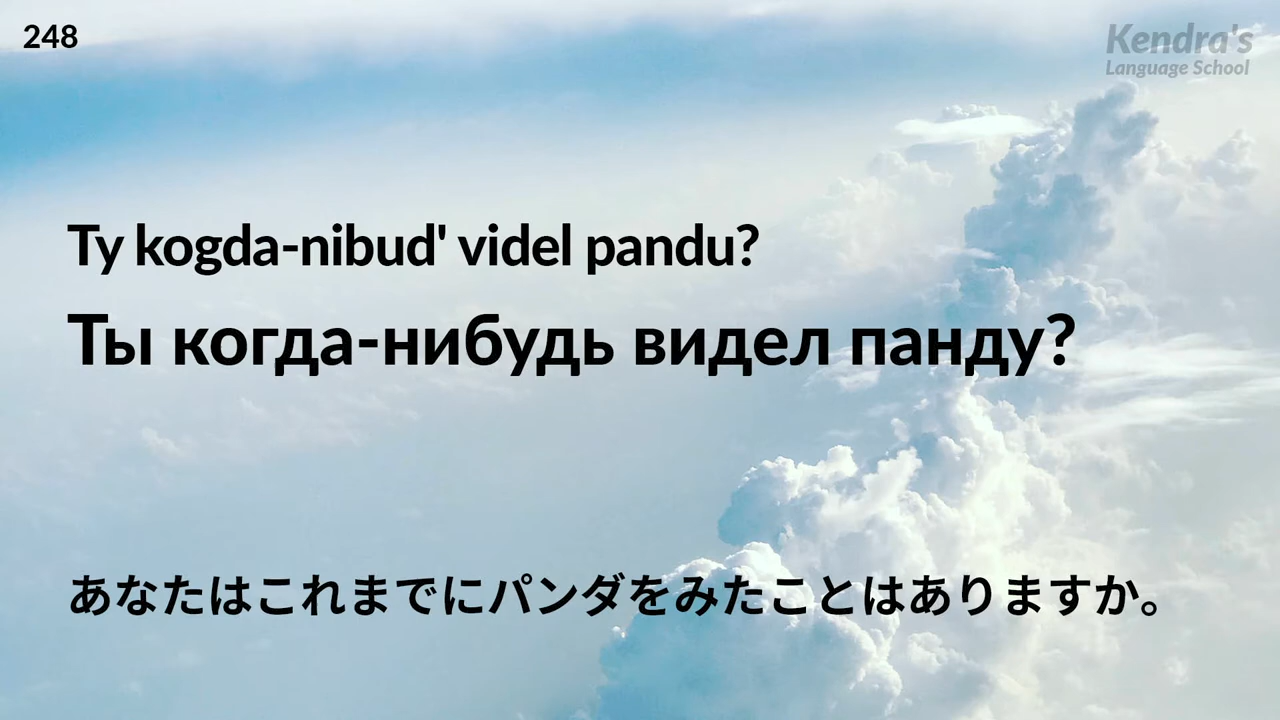 248
Kendra's
Language School
Ty kogda-nibud' videl pandu?
Ты когда-нибудь видел панду?
あなたはこれまでにパンダをみたことはありますか。